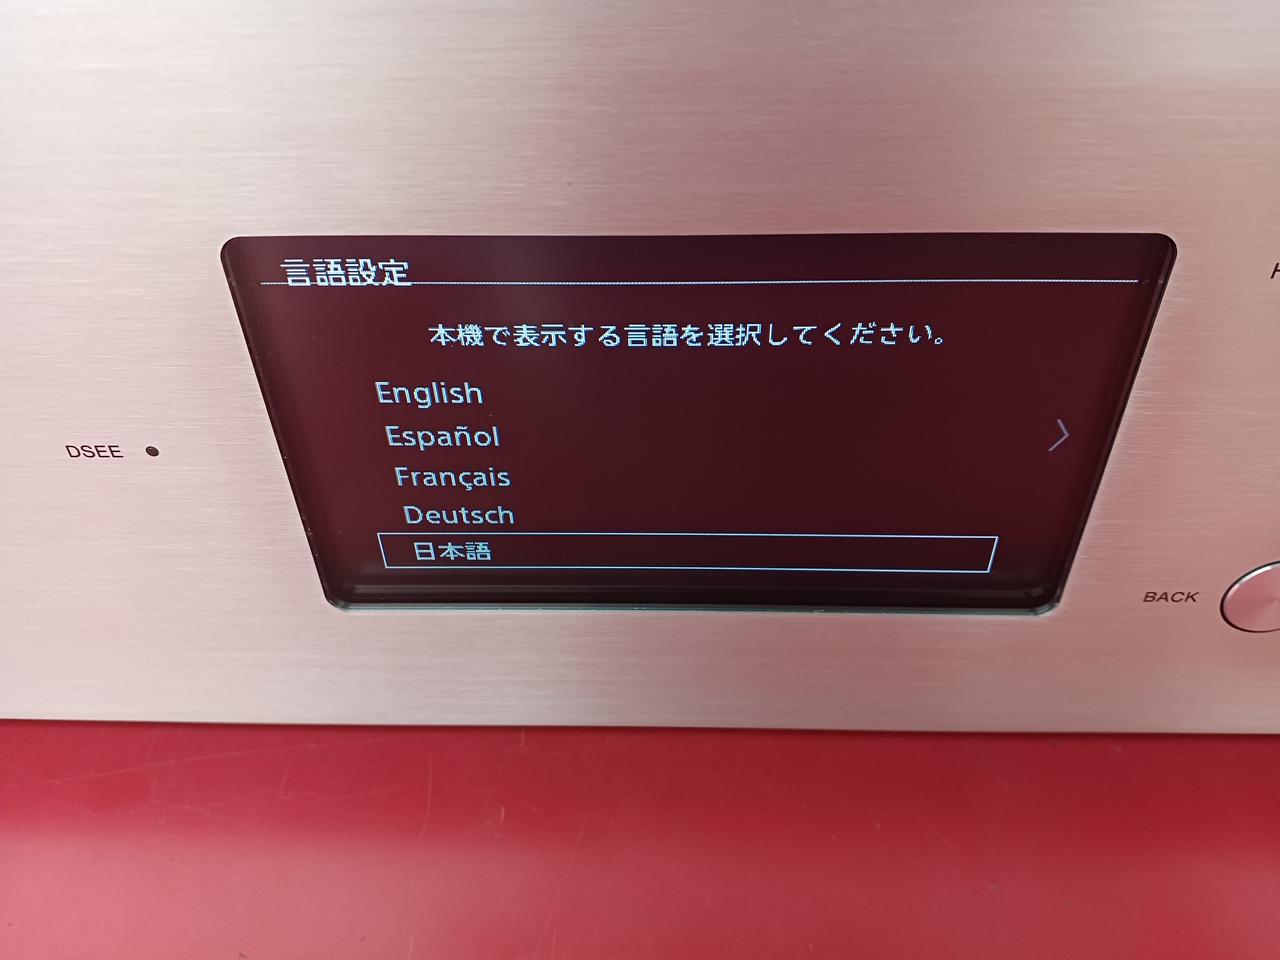 言語設定
本機で表示する言語を選択してください。
English
Español
Français
Deutsch
日本語
DSEE
BACK